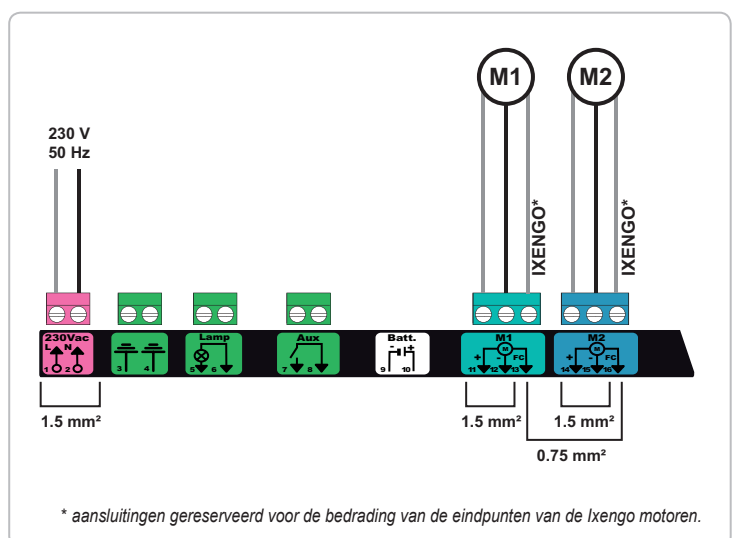 M1 M2
230 V
50 Hz
IXENGO* IXENGO*
230Vac Lamp Aux Batt. M1 M2
L N - + M M
+ - FC + - FC
1 2 3 4 5 6 7 8 9 10 11 12 13 14 15 16
1.5 mm² 1.5 mm² 1.5 mm²
0.75 mm²
* aansluitingen gereserveerd voor de bedrading van de eindpunten van de Ixengo motoren.